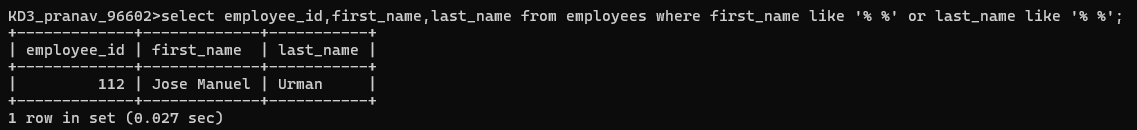 KD3_pranav_96602>select employee_id,first_name,last_name from employees where first_name like '% %' or last_name like '% %';
+-------------+-------------+-----------+
| employee_id | first_name  | last_name |
+-------------+-------------+-----------+
|         112 | Jose Manuel | Urman     |
+-------------+-------------+-----------+
1 row in set (0.027 sec)